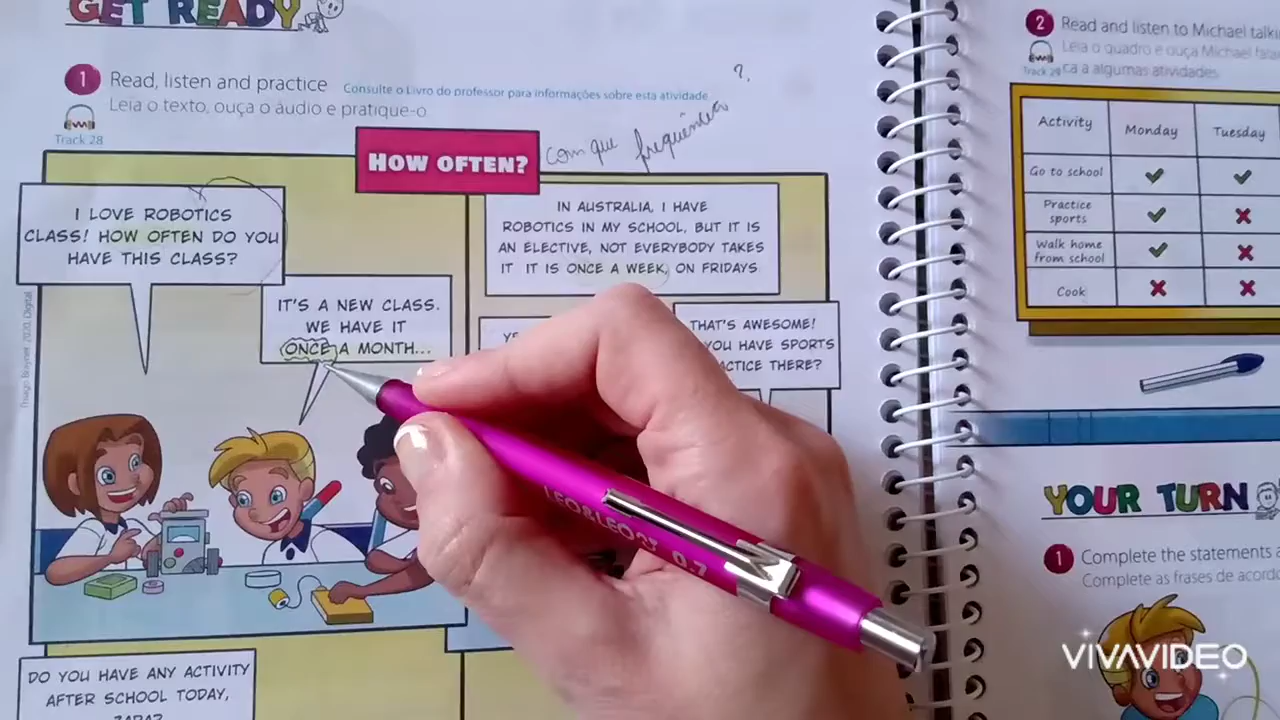 GET READY
1 Read, listen and practice Consulte o Livro do professor para informações sobre esta atividade
Leia o texto, ouça o áudio e pratique-o
Track 28
?
com que frequência
HOW OFTEN?
I LOVE ROBOTICS
CLASS! HOW OFTEN DO YOU
HAVE THIS CLASS?
IT'S A NEW CLASS.
WE HAVE IT
ONCE A MONTH...
IN AUSTRALIA, I HAVE
ROBOTICS IN MY SCHOOL, BUT IT IS
AN ELECTIVE, NOT EVERYBODY TAKES
IT IT IS ONCE A WEEK, ON FRIDAYS
THAT'S AWESOME!
YOU HAVE SPORTS
THERE?
DO YOU HAVE ANY ACTIVITY
AFTER SCHOOL TODAY,
LEO&LEO 0.7
2 Read and listen to Michael
Leia o quadro e ouça Michael
Track 29
a algumas atividades
Activity Monday Tuesday
Go to school
Practice
sports
Walk home
from school
Cook
YOUR TURN
1 Complete the statements
Complete as frases de
VIVAVIDEO